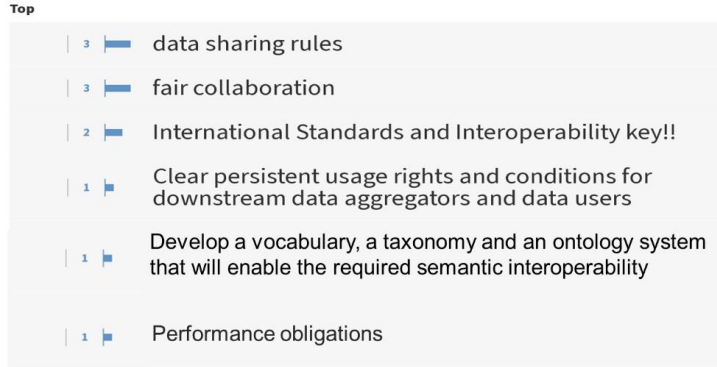 Top
3 data sharing rules
3 fair collaboration
2 International Standards and Interoperability key!!
1 Clear persistent usage rights and conditions for
downstream data aggregators and data users
1 Develop a vocabulary, a taxonomy and an ontology system
that will enable the required semantic interoperability
1 Performance obligations